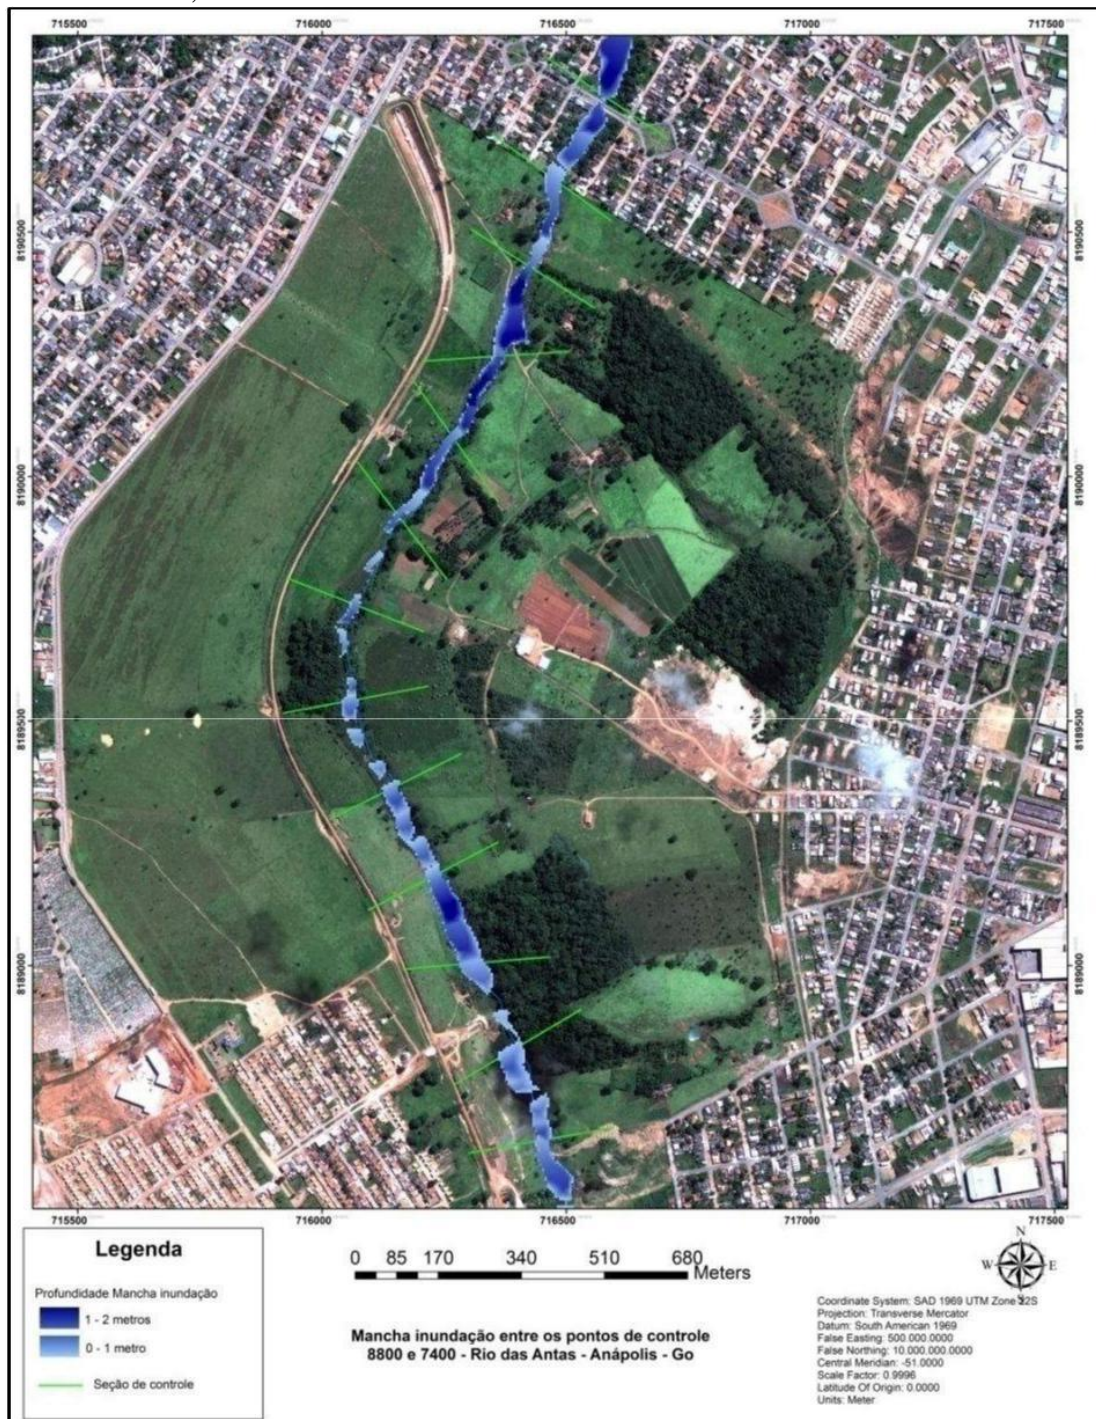 715500 716000 716500 717000 717500
8190500 8190500
8190000 8190000
8189500 8189500
8189000 8189000
715500 716000 716500 717000 717500
Legenda
Profundidade Mancha inundação
1 - 2 metros
0 - 1 metro
Seção de controle
0 85 170 340 510 680
Meters
Mancha inundação entre os pontos de controle
8800 e 7400 - Rio das Antas - Anápolis - Go
N
W E
S
Coordinate System: SAD 1969 UTM Zone 22S
Projection: Transverse Mercator
Datum: South American 1969
False Easting: 500.000.0000
False Northing: 10.000.000.0000
Central Meridian: -51.0000
Scale Factor: 0.9996
Latitude Of Origin: 0.0000
Units: Meter